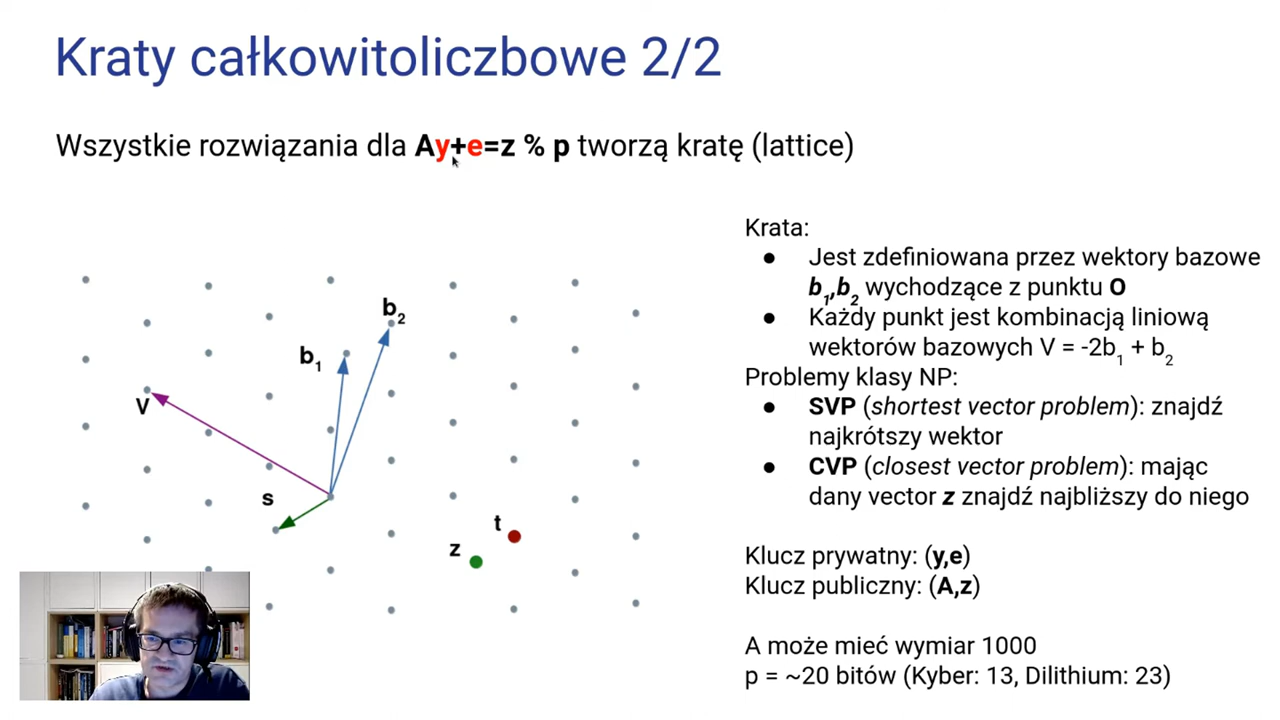 Kraty całkowitoliczbowe 2/2
Wszystkie rozwiązania dla Ay+e=z % p tworzą kratę (lattice)
b₂
b₁
V
s
t
z
Krata:
● Jest zdefiniowana przez wektory bazowe
b₁,b₂ wychodzące z punktu O
● Każdy punkt jest kombinacją liniową
wektorów bazowych V = -2b₁ + b₂
Problemy klasy NP:
● SVP (shortest vector problem): znajdź
najkrótszy wektor
● CVP (closest vector problem): mając
dany vector z znajdź najbliższy do niego
Klucz prywatny: (y,e)
Klucz publiczny: (A,z)
A może mieć wymiar 1000
p = ~20 bitów (Kyber: 13, Dilithium: 23)